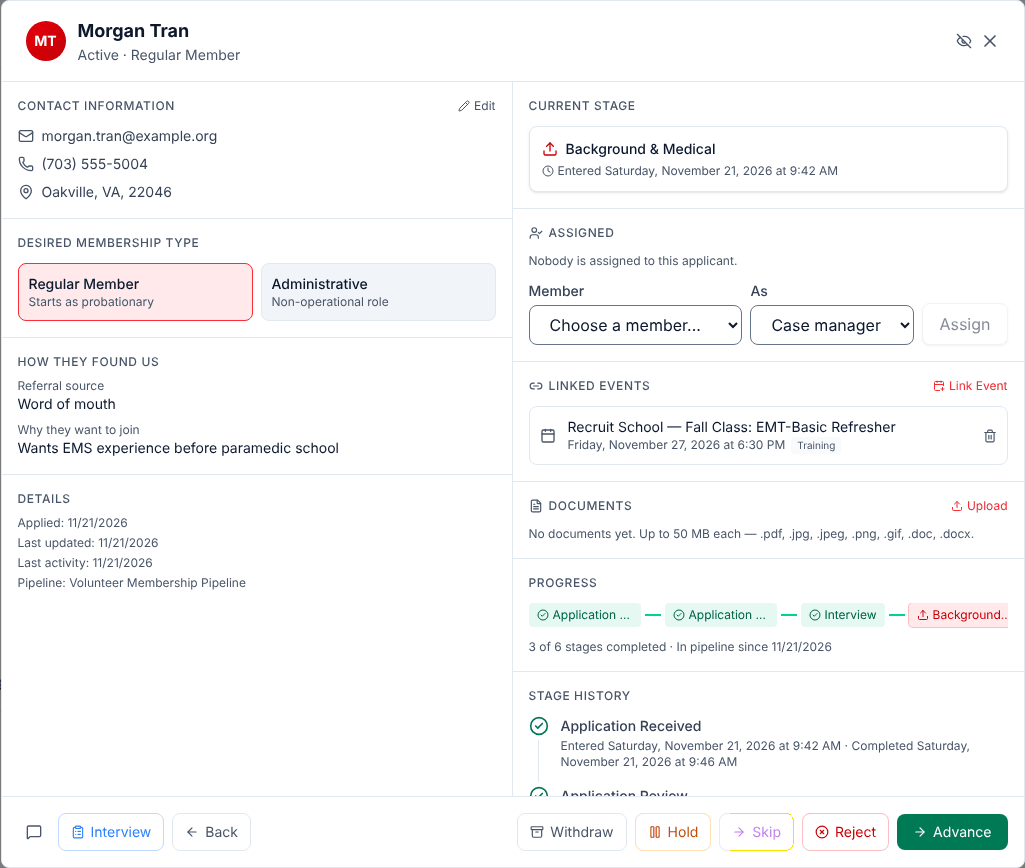 MT
Morgan Tran
Active · Regular Member
CONTACT INFORMATION
Edit
morgan.tran@example.org
(703) 555-5004
Oakville, VA, 22046
DESIRED MEMBERSHIP TYPE
Regular Member
Starts as probationary
Administrative
Non-operational role
HOW THEY FOUND US
Referral source
Word of mouth
Why they want to join
Wants EMS experience before paramedic school
DETAILS
Applied: 11/21/2026
Last updated: 11/21/2026
Last activity: 11/21/2026
Pipeline: Volunteer Membership Pipeline
CURRENT STAGE
Background & Medical
Entered Saturday, November 21, 2026 at 9:42 AM
ASSIGNED
Nobody is assigned to this applicant.
Member
As
Choose a member...
Case manager
Assign
LINKED EVENTS
Link Event
Recruit School — Fall Class: EMT-Basic Refresher
Friday, November 27, 2026 at 6:30 PM Training
DOCUMENTS
Upload
No documents yet. Up to 50 MB each — .pdf, .jpg, .jpeg, .png, .gif, .doc, .docx.
PROGRESS
Application ...
Application ...
Interview
Background..
3 of 6 stages completed · In pipeline since 11/21/2026
STAGE HISTORY
Application Received
Entered Saturday, November 21, 2026 at 9:42 AM · Completed Saturday,
November 21, 2026 at 9:46 AM
Application Review
Interview
Back
Withdraw
Hold
Skip
Reject
Advance